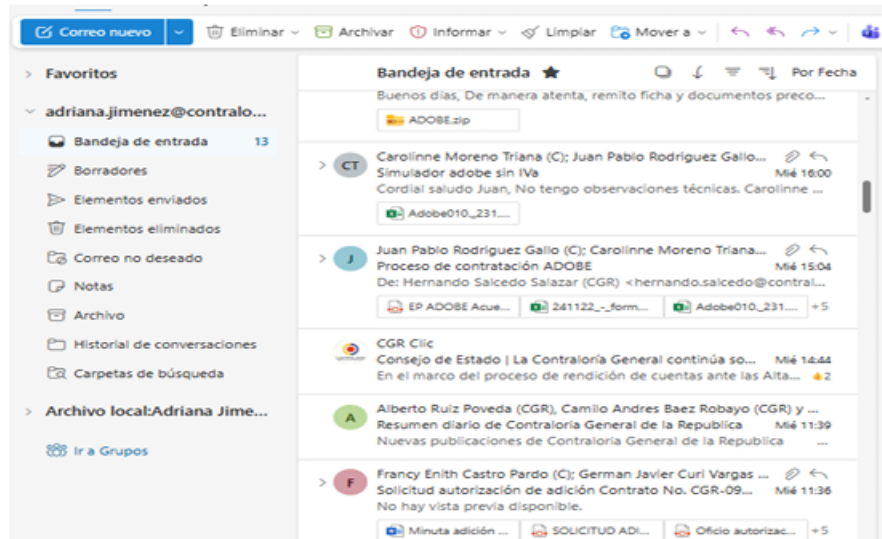 Correo nuevo
Eliminar
Archivar
Informar
Limpiar
Mover a
Favoritos
adriana.jimenez@contralo...
Bandeja de entrada 13
Borradores
Elementos enviados
Elementos eliminados
Correo no deseado
Notas
Archivo
Historial de conversaciones
Carpetas de búsqueda
Archivo local:Adriana Jime...
Ir a Grupos
Bandeja de entrada
Por Fecha
Buenos días, De manera atenta, remito ficha y documentos preco...
ADOBE.zip
CT
Carolinne Moreno Triana (C); Juan Pablo Rodriguez Gallo...
Simulador adobe sin IVa Mié 16:00
Cordial saludo Juan, No tengo observaciones técnicas. Carolinne ...
Adobe010._231....
J
Juan Pablo Rodriguez Gallo (C); Carolinne Moreno Triana...
Proceso de contratación ADOBE Mié 15:04
De: Hernando Salcedo Salazar (CGR) <hernando.salcedo@contral...
EP ADOBE Acue... 241122_-_form... Adobe010._231.... +5
CGR Clic
Consejo de Estado | La Contraloría General continúa so... Mié 14:44
En el marco del proceso de rendición de cuentas ante las Alta... 2
A
Alberto Ruiz Poveda (CGR), Camilo Andres Baez Robayo (CGR) y ...
Resumen diario de Contraloria General de la Republica Mié 11:39
Nuevas publicaciones de Contraloria General de la Republica ...
F
Francy Enith Castro Pardo (C); German Javier Curi Vargas ...
Solicitud autorización de adición Contrato No. CGR-09... Mié 11:36
No hay vista previa disponible.
Minuta adición ... SOLICITUD ADI... Oficio autorizac... +5